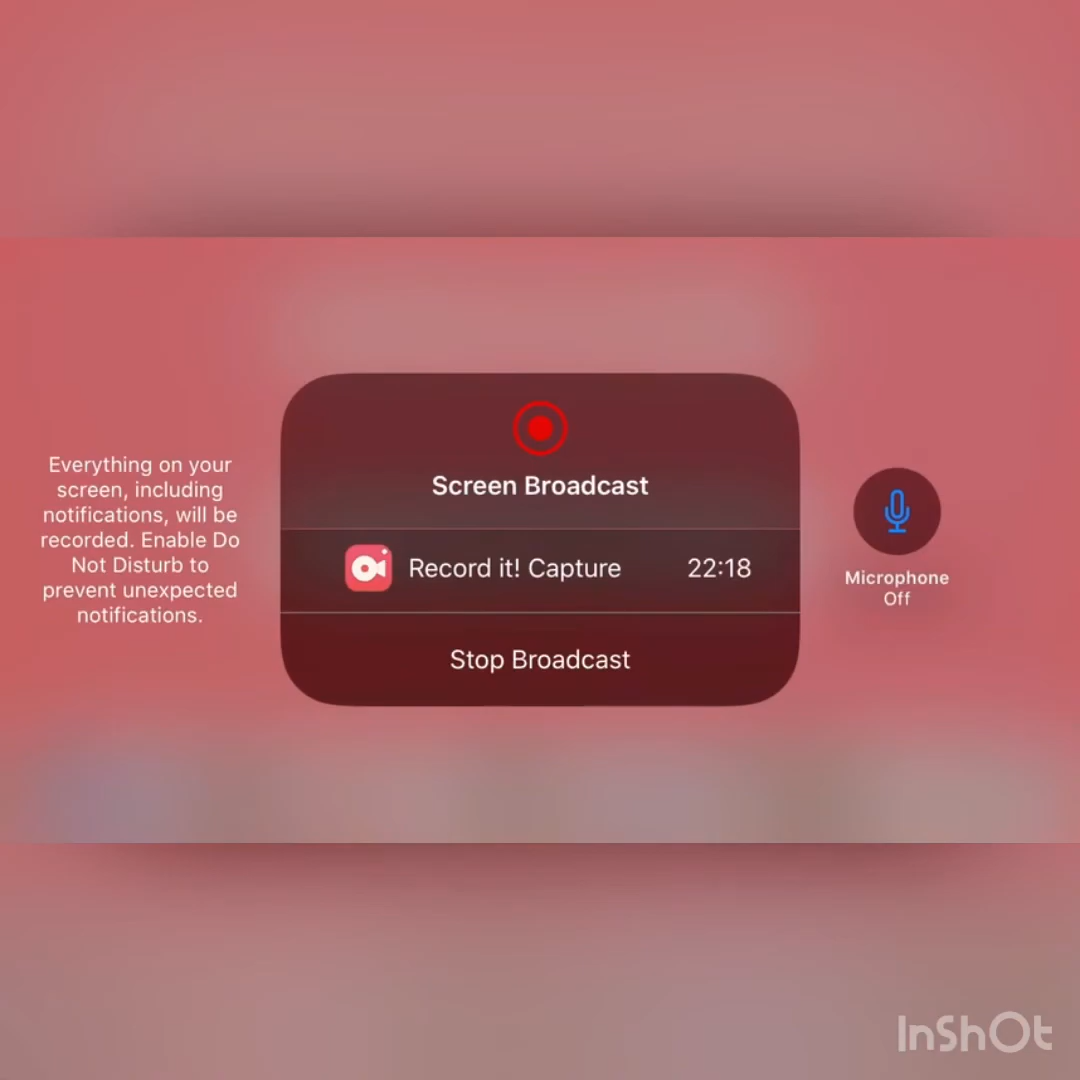 Everything on your
screen, including
notifications, will be
recorded. Enable Do
Not Disturb to
prevent unexpected
notifications.
Screen Broadcast
Record it! Capture 22:18
Stop Broadcast
Microphone
Off
InShOt